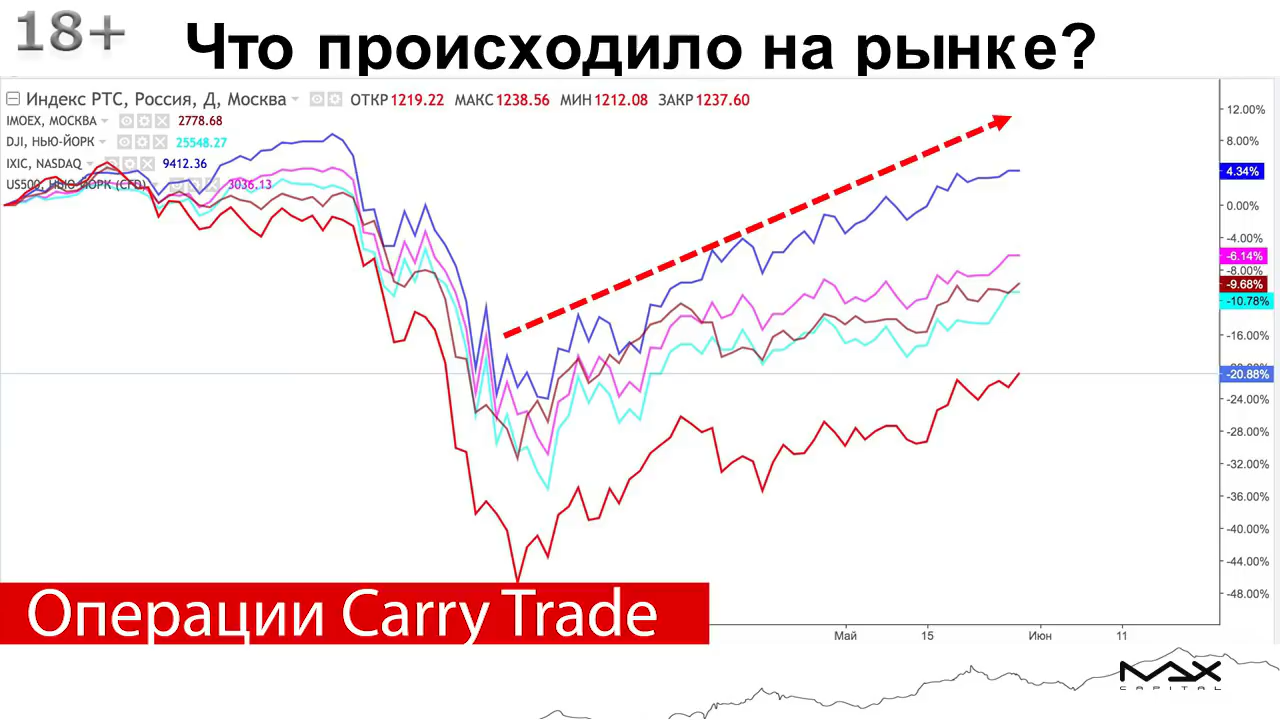 18+
Что происходило на рынке?
Индекс РТС, Россия, Д, Москва ОТКР 1219.22 МАКС 1238.56 МИН 1212.08 ЗАКР 1237.60
IMOEX, МОСКВА 2778.68
DJI, НЬЮ-ЙОРК 25548.27
IXIC, NASDAQ 9412.36
US500, НЬЮ-ЙОРК (CFD) 3036.13
12.00%
8.00%
4.34%
0.00%
-4.00%
-6.14%
-8.00%
-9.68%
-10.78%
-16.00%
-20.88%
-24.00%
-28.00%
-32.00%
-36.00%
-40.00%
-44.00%
-48.00%
Операции Carry Trade
Май 15 Июн 11
MAX
CAPITAL